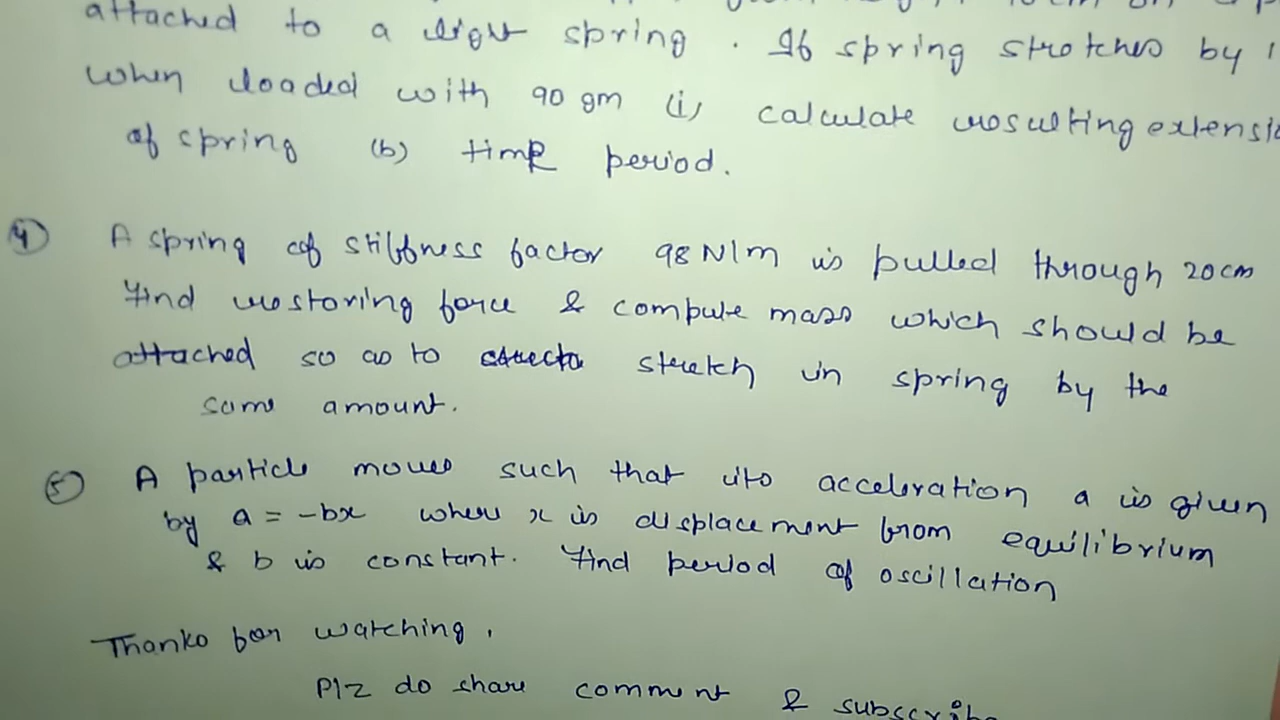 attached to a light spring . If spring stretches by 1
when loaded with 90 gm (i) calculate resulting extensi
of spring (b) time period.
4 A spring of stiffness factor 98 N/m is pulled through 20 cm
Find restoring force & compute mass which should be
attached so as to stretch in spring by the
same amount.
5 A particle moves such that its acceleration a is given
by a = -bx where x is displacement from equilibrium
& b is constant. Find period of oscillation
Thanks for watching.
Plz do share comment & subscribe